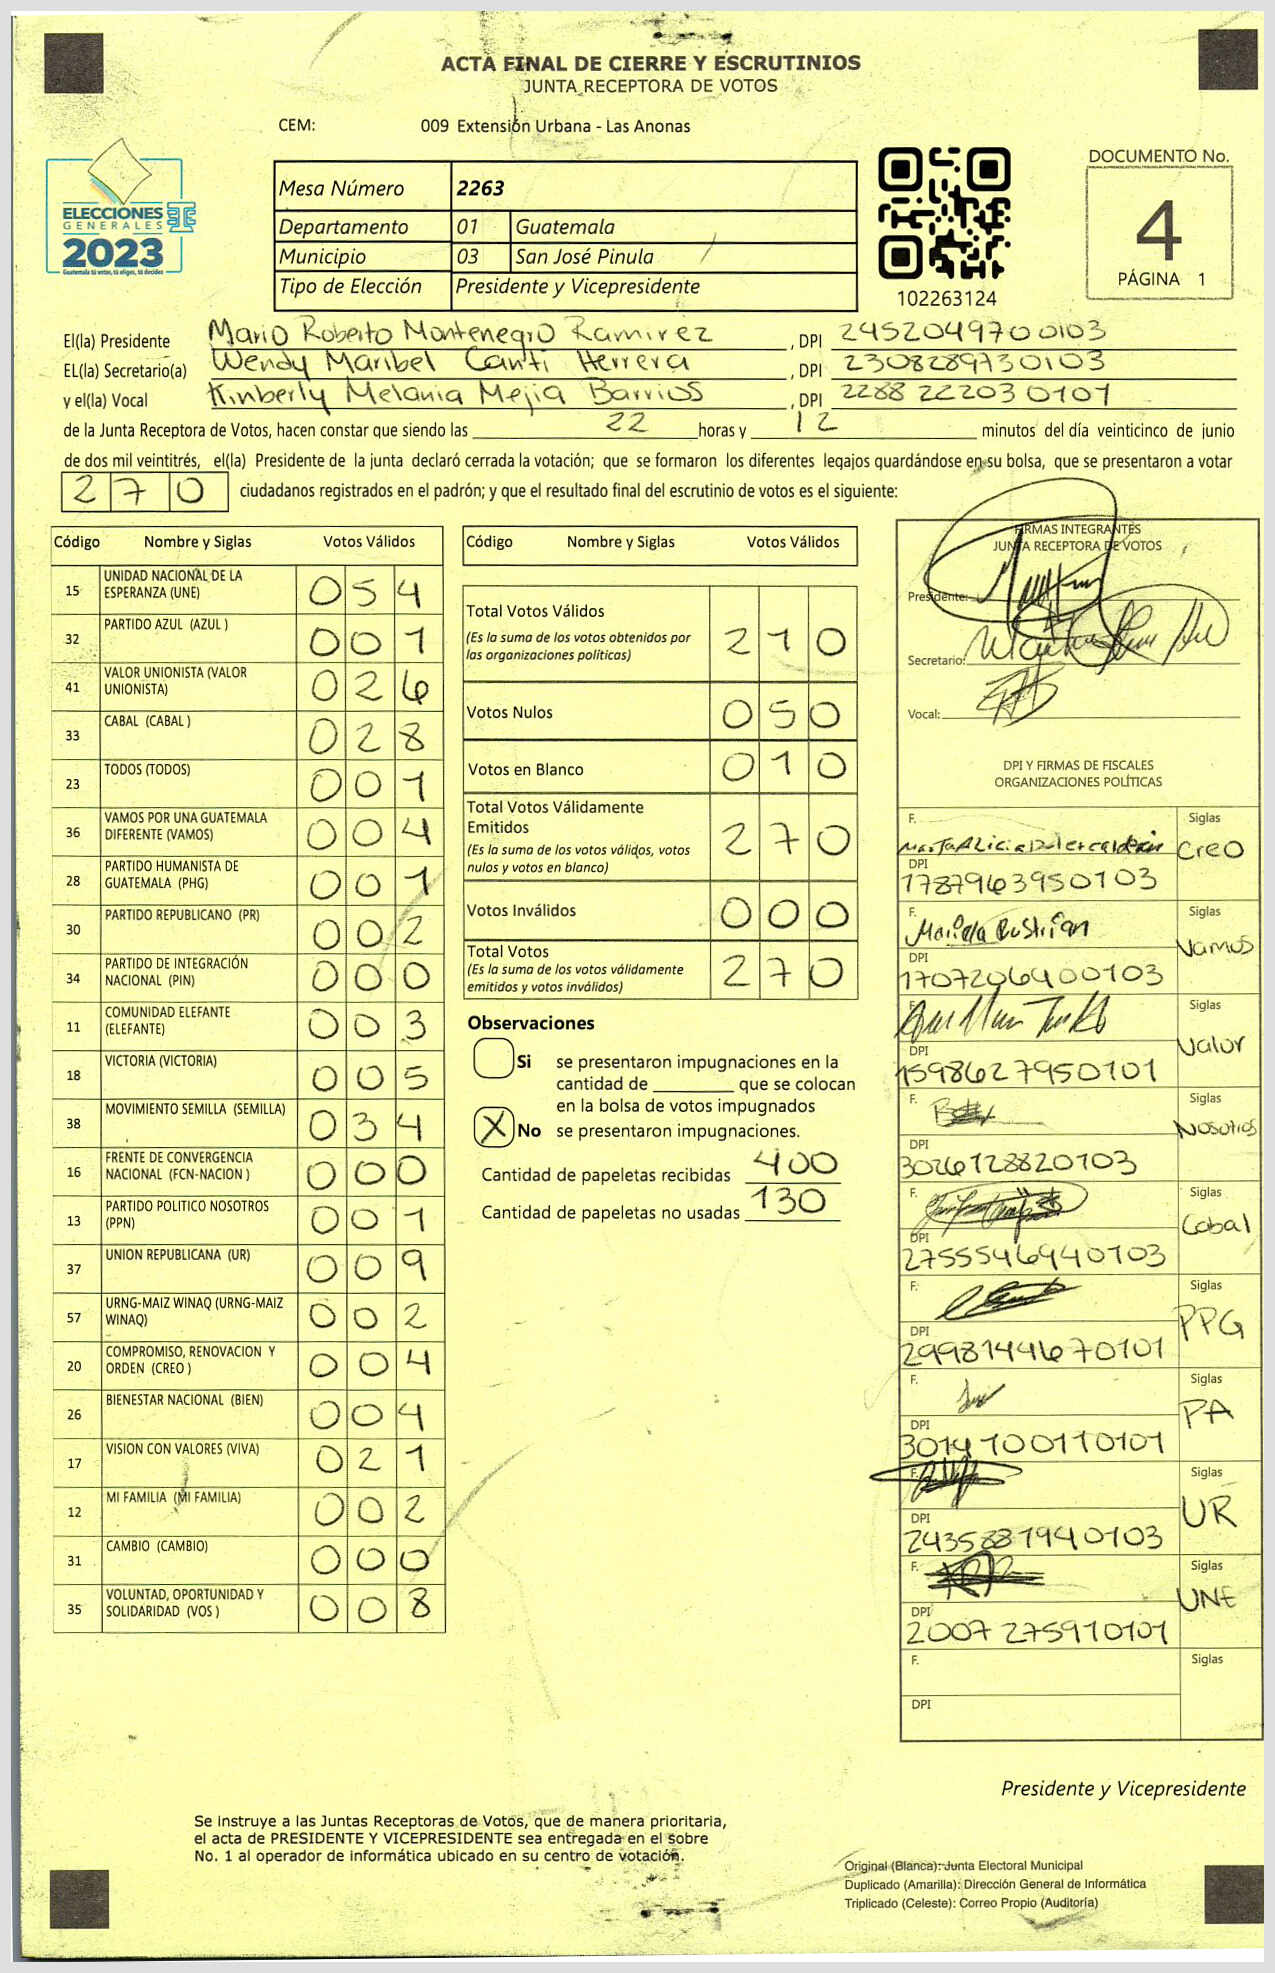 ACTA FINAL DE CIERRE Y ESCRUTINIOS
JUNTA RECEPTORA DE VOTOS
CEM: 009 Extensión Urbana - Las Anonas
ELECCIONES
GENERALES
2023
Guatemala tú votas, tú eliges, tú decides
Mesa Número 2263
Departamento 01 Guatemala
Municipio 03 San José Pinula
Tipo de Elección Presidente y Vicepresidente
102263124
DOCUMENTO No.
4
PÁGINA 1
El(la) Presidente Mario Roberto Montenegro Ramirez, DPI 2452049700103
EL(la) Secretario(a) Wendy Maribel Canti Herrera, DPI 2308289730103
y el(la) Vocal Kinberly Melania Mejia Barrios, DPI 2288222030101
de la Junta Receptora de Votos, hacen constar que siendo las 22 horas y 12 minutos del día veinticinco de junio
de dos mil veintitrés, el(la) Presidente de la junta declaró cerrada la votación; que se formaron los diferentes legajos guardándose en su bolsa, que se presentaron a votar
270 ciudadanos registrados en el padrón; y que el resultado final del escrutinio de votos es el siguiente:
Código Nombre y Siglas Votos Válidos
15 UNIDAD NACIONAL DE LA ESPERANZA (UNE) 054
32 PARTIDO AZUL (AZUL ) 001
41 VALOR UNIONISTA (VALOR UNIONISTA) 026
33 CABAL (CABAL ) 028
23 TODOS (TODOS) 001
36 VAMOS POR UNA GUATEMALA DIFERENTE (VAMOS) 004
28 PARTIDO HUMANISTA DE GUATEMALA (PHG) 001
30 PARTIDO REPUBLICANO (PR) 002
34 PARTIDO DE INTEGRACIÓN NACIONAL (PIN) 000
11 COMUNIDAD ELEFANTE (ELEFANTE) 003
18 VICTORIA (VICTORIA) 005
38 MOVIMIENTO SEMILLA (SEMILLA) 034
16 FRENTE DE CONVERGENCIA NACIONAL (FCN-NACION ) 000
13 PARTIDO POLITICO NOSOTROS (PPN) 001
37 UNION REPUBLICANA (UR) 009
57 URNG-MAIZ WINAQ (URNG-MAIZ WINAQ) 002
20 COMPROMISO, RENOVACION Y ORDEN (CREO ) 004
26 BIENESTAR NACIONAL (BIEN) 004
17 VISION CON VALORES (VIVA) 021
12 MI FAMILIA (MI FAMILIA) 002
31 CAMBIO (CAMBIO) 000
35 VOLUNTAD, OPORTUNIDAD Y SOLIDARIDAD (VOS ) 008
Código Nombre y Siglas Votos Válidos
Total Votos Válidos 210
(Es la suma de los votos obtenidos por
las organizaciones politicas)
Votos Nulos 050
Votos en Blanco 010
Total Votos Válidamente
Emitidos 270
(Es la suma de los votos válidos, votos
nulos y votos en blanco)
Votos Inválidos 000
Total Votos 270
(Es la suma de los votos válidamente
emitidos y votos inválidos)
Observaciones
Si se presentaron impugnaciones en la
cantidad de ________ que se colocan
en la bolsa de votos impugnados
X No se presentaron impugnaciones.
Cantidad de papeletas recibidas 400
Cantidad de papeletas no usadas 130
FIRMAS INTEGRANTES
JUNTA RECEPTORA DE VOTOS
Presidente:
Secretario:
Vocal:
DPI Y FIRMAS DE FISCALES
ORGANIZACIONES POLÍTICAS
F. Siglas Creo
DPI 1787963950103
F. Siglas Vamos
DPI 1707206400103
F. Siglas Valor
DPI 1598627950101
F. Siglas Nosotros
DPI 3026128820103
F. Siglas Cabal
DPI 2755546940103
F. Siglas PPG
DPI 2998144670101
F. Siglas PA
DPI 3014100110101
F. Siglas UR
DPI 2435881940103
F. Siglas UNE
DPI 2007275910101
F. Siglas
DPI
Presidente y Vicepresidente
Se instruye a las Juntas Receptoras de Votos, que de manera prioritaria,
el acta de PRESIDENTE Y VICEPRESIDENTE sea entregada en el sobre
No. 1 al operador de informática ubicado en su centro de votación.
Original (Blanca): Junta Electoral Municipal
Duplicado (Amarilla): Dirección General de Informática
Triplicado (Celeste): Correo Propio (Auditoría)